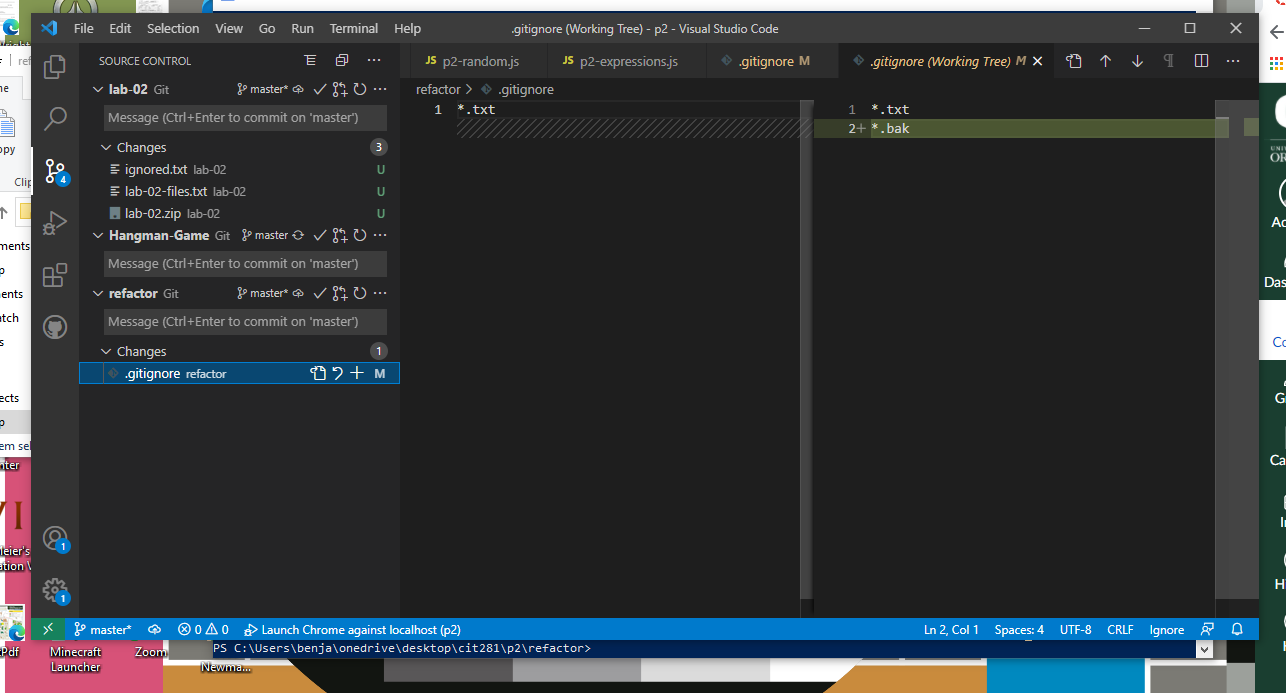 File Edit Selection View Go Run Terminal Help
.gitignore (Working Tree) - p2 - Visual Studio Code
SOURCE CONTROL
JS p2-random.js
JS p2-expressions.js
.gitignore M
.gitignore (Working Tree) M
refactor > .gitignore
lab-02 Git master*
Message (Ctrl+Enter to commit on 'master')
Changes 3
ignored.txt lab-02 U
lab-02-files.txt lab-02 U
lab-02.zip lab-02 U
Hangman-Game Git master
Message (Ctrl+Enter to commit on 'master')
refactor Git master*
Message (Ctrl+Enter to commit on 'master')
Changes 1
.gitignore refactor M
1 *.txt
1 *.txt
2+ *.bak
4
1
1
master* 0 0 Launch Chrome against localhost (p2)
Ln 2, Col 1 Spaces: 4 UTF-8 CRLF Ignore
PS C:\Users\benja\onedrive\desktop\cit281\p2\refactor>
Minecraft
Launcher
Zoom
Newma...
Pdf